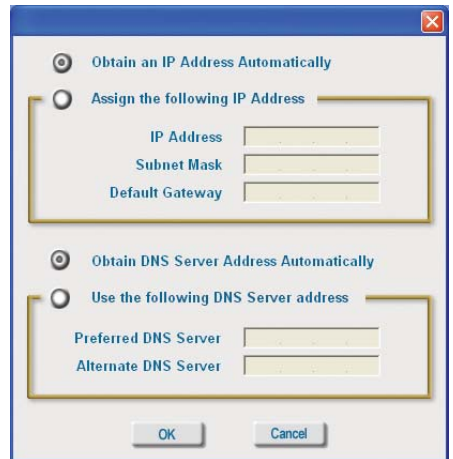 Obtain an IP Address Automatically
Assign the following IP Address
IP Address
Subnet Mask
Default Gateway
Obtain DNS Server Address Automatically
Use the following DNS Server address
Preferred DNS Server
Alternate DNS Server
OK
Cancel